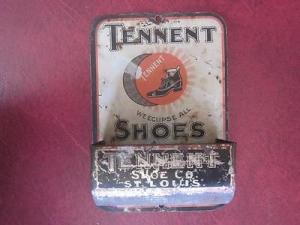 TENNENT
TENNENT
WE ECLIPSE ALL
SHOES
TENNENT
SHOE CO.
ST. LOUIS.